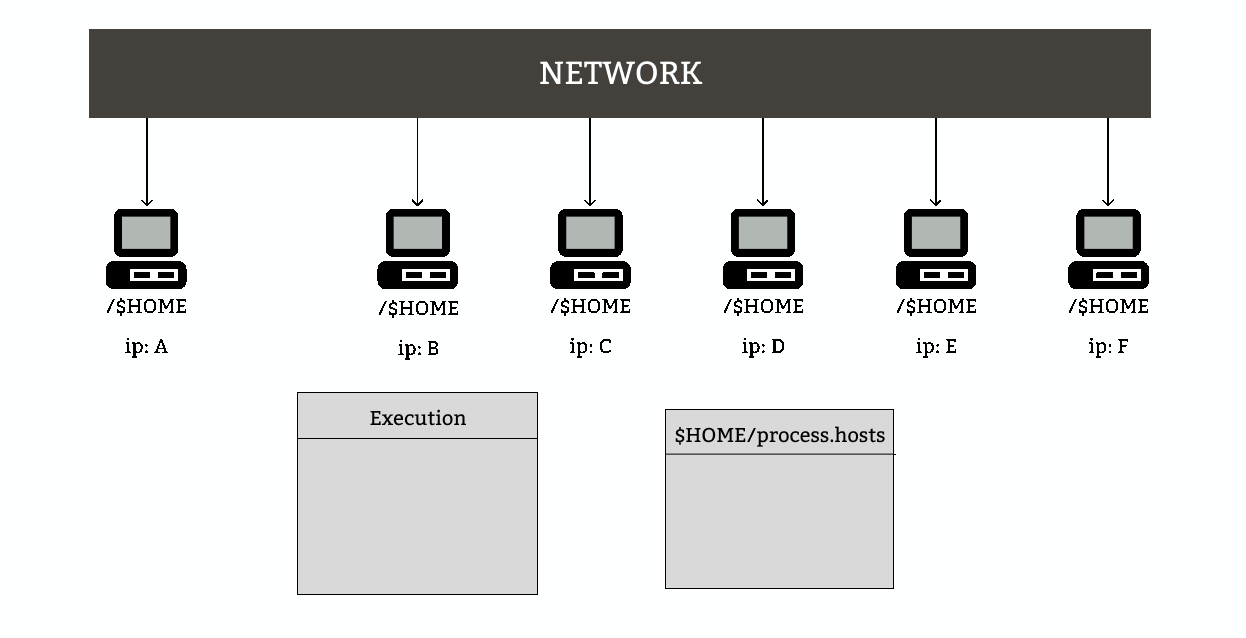 NETWORK
/$HOME
/$HOME
/$HOME
/$HOME
/$HOME
/$HOME
ip: A
ip: B
ip: C
ip: D
ip: E
ip: F
Execution
$HOME/process.hosts